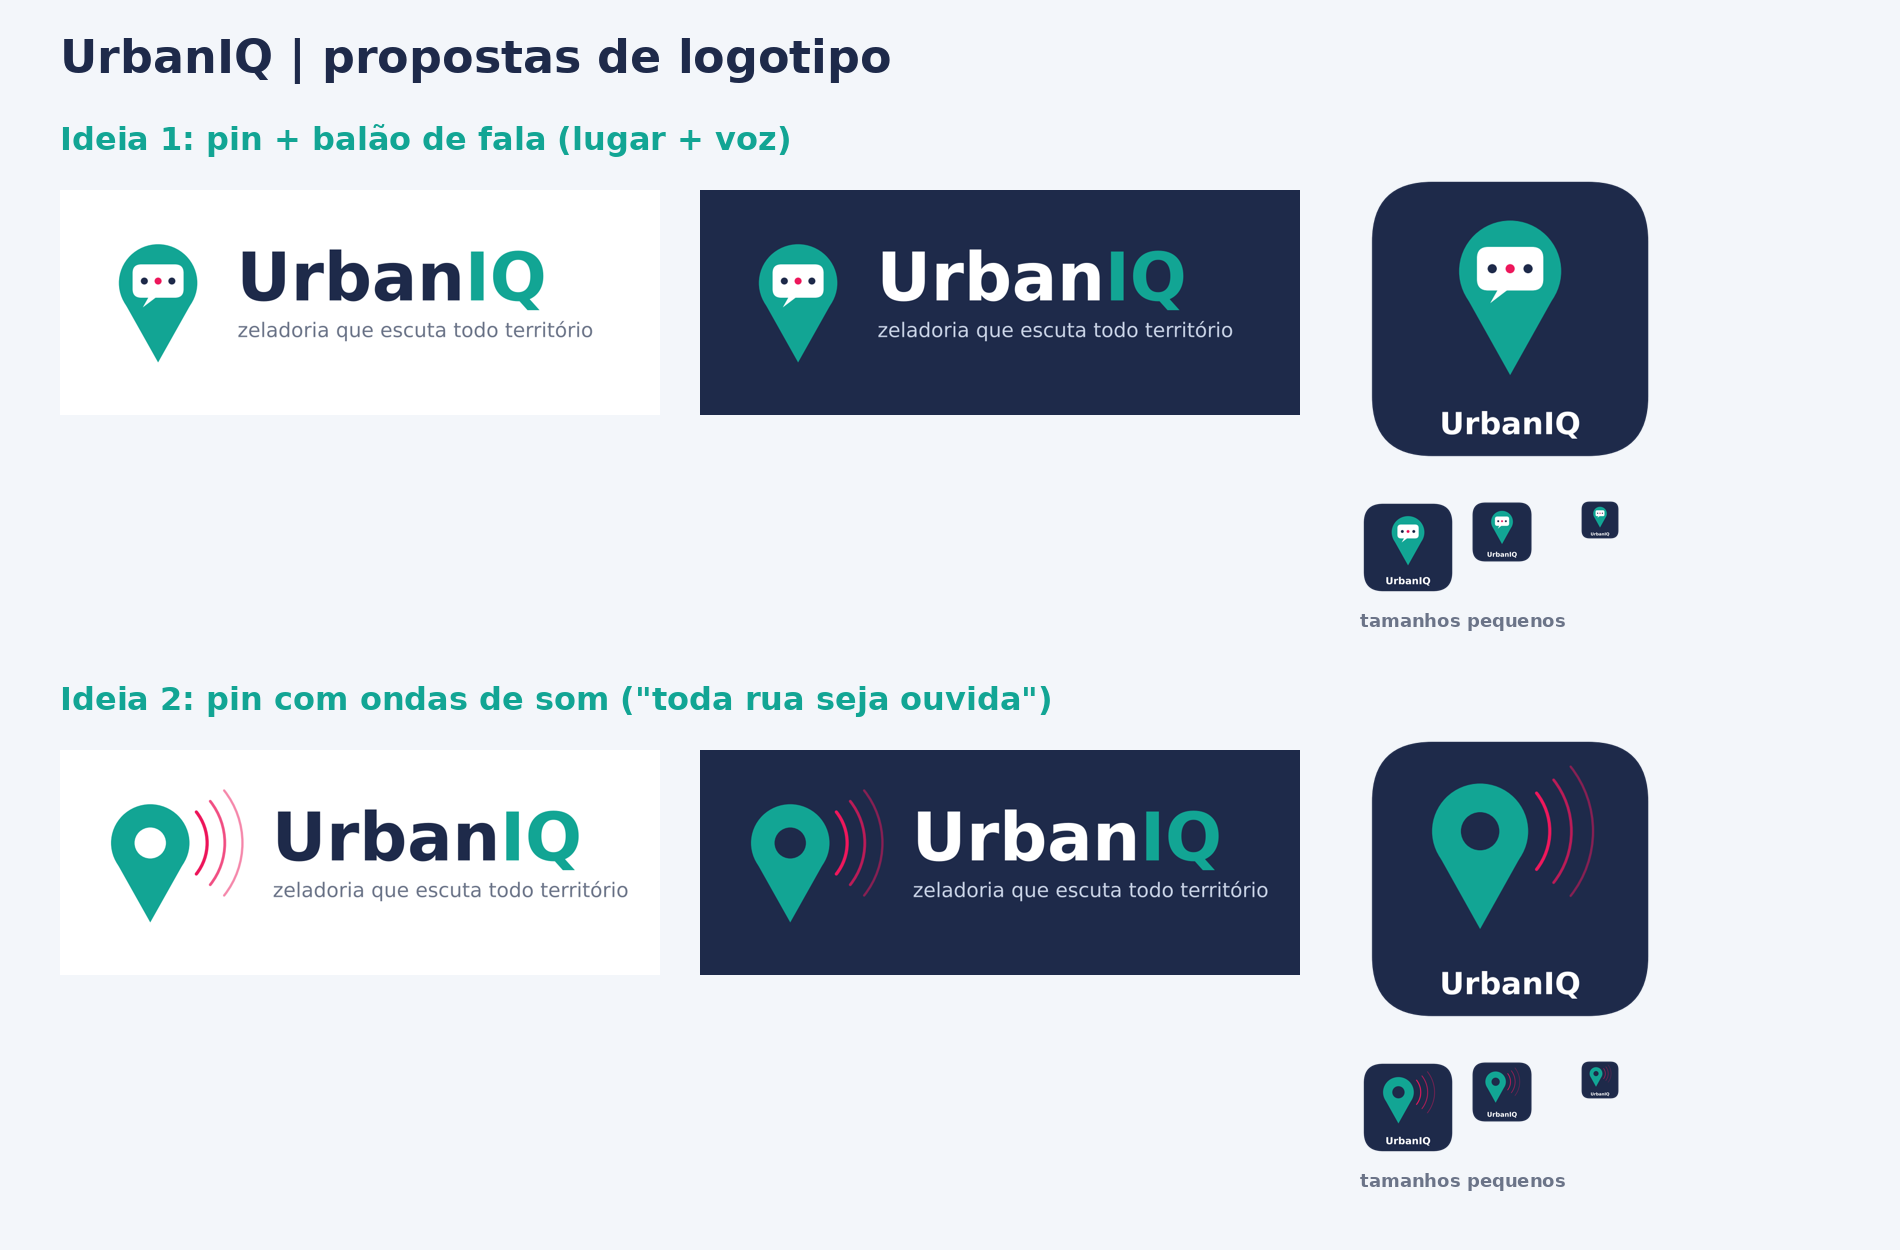 UrbanIQ | propostas de logotipo
Ideia 1: pin + balão de fala (lugar + voz)
UrbanIQ
zeladoria que escuta todo território
UrbanIQ
zeladoria que escuta todo território
UrbanIQ
UrbanIQ
UrbanIQ
UrbanIQ
tamanhos pequenos
Ideia 2: pin com ondas de som ("toda rua seja ouvida")
UrbanIQ
zeladoria que escuta todo território
UrbanIQ
zeladoria que escuta todo território
UrbanIQ
UrbanIQ
UrbanIQ
UrbanIQ
tamanhos pequenos